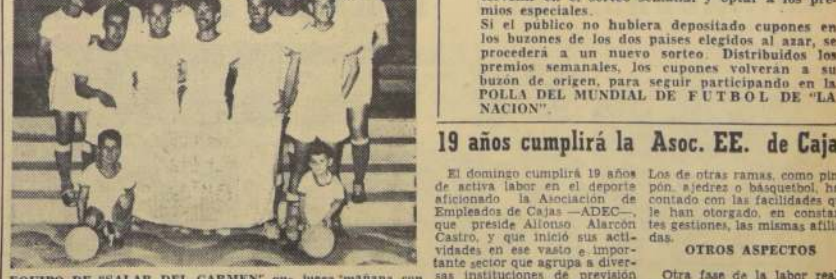 mios especiales.
Si el público no hubiera depositado cupones en
los buzones de los dos países elegidos al azar, se
procederá a un nuevo sorteo. Distribuidos los
premios semanales, los cupones volverán a su
buzón de origen, para seguir participando en la
POLLA DEL MUNDIAL DE FUTBOL DE "LA
NACION".
19 años cumplirá la Asoc. EE. de Caja
El domingo cumplirá 19 años
de activa labor en el deporte
aficionado la Asociación de
Empleados de Cajas —ADEC—,
que preside Alfonso Alarcón
Castro, y que inició sus acti-
vidades en ese vasto e impor-
tante sector que agrupa a diver-
sas instituciones de previsión
Los de otras ramas, como pin
pón, ajedrez o básquetbol, h
contado con las facilidades q
le han otorgado, en constan
tes gestiones, las mismas afili
das.
OTROS ASPECTOS
Otra fase de la labor que
EQUIPO DE "SALAR DEL CARMEN" que juega mañana con